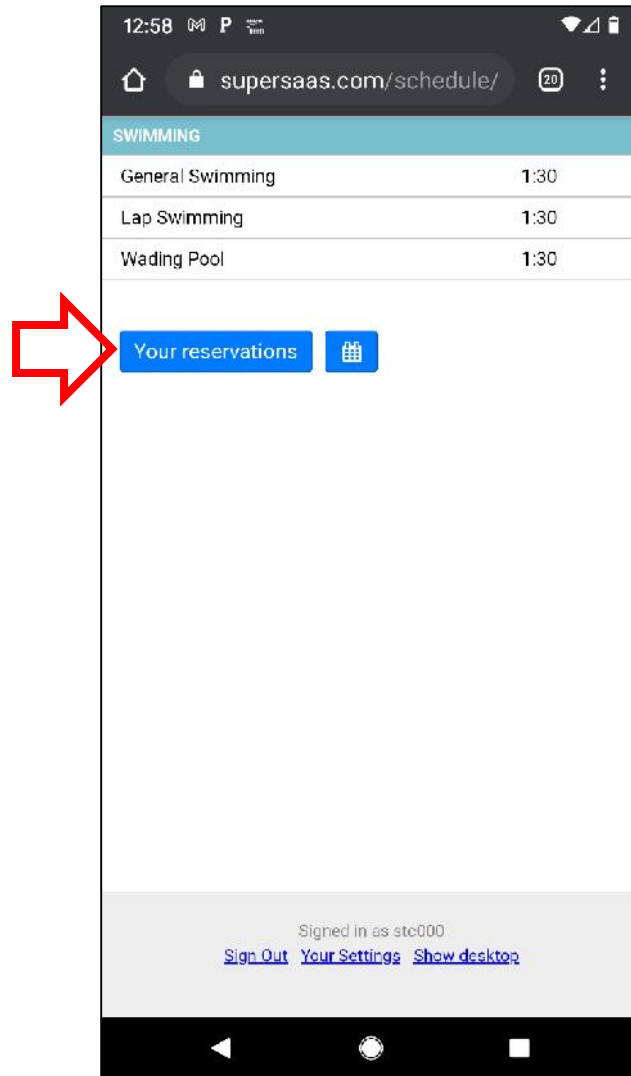 12:58 M P
supersaas.com/schedule/ 20
SWIMMING
General Swimming 1:30
Lap Swimming 1:30
Wading Pool 1:30
Your reservations
Signed in as stc000
Sign Out Your Settings Show desktop